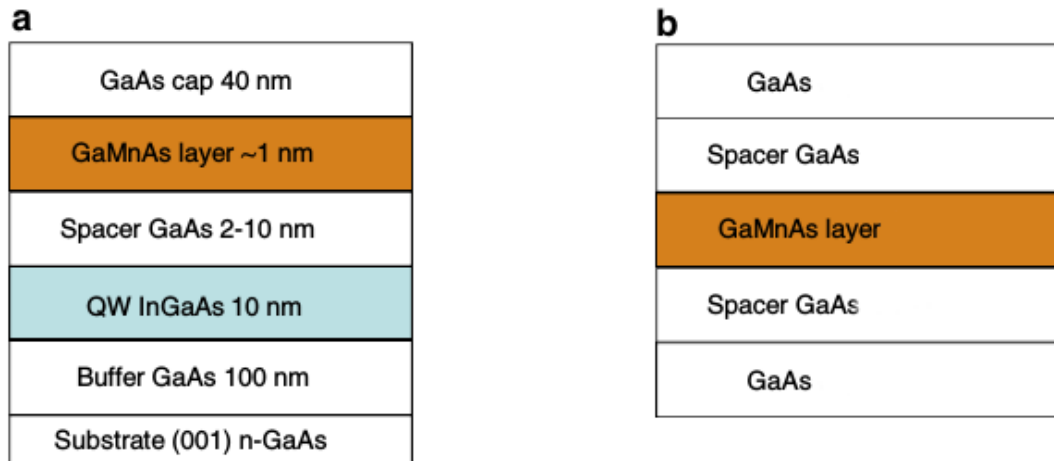 a
GaAs cap 40 nm
GaMnAs layer ~1 nm
Spacer GaAs 2-10 nm
QW InGaAs 10 nm
Buffer GaAs 100 nm
Substrate (001) n-GaAs
b
GaAs
Spacer GaAs
GaMnAs layer
Spacer GaAs
GaAs